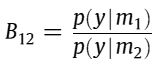 B₁₂ = p(y|m₁) / p(y|m₂)